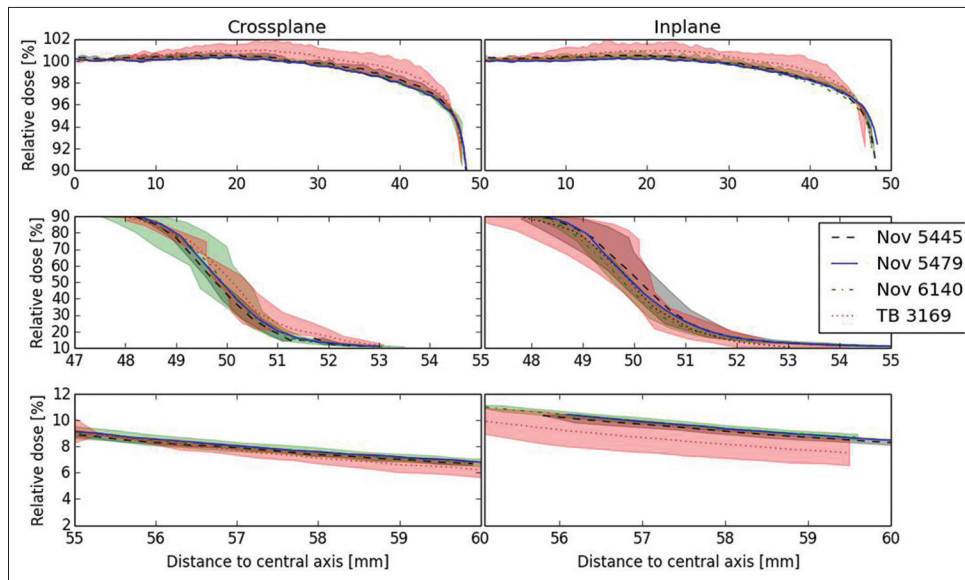 Crossplane Inplane
Relative dose [%]
102
100
98
96
94
92
90
0 10 20 30 40 50 10 20 30 40 50
Relative dose [%]
90
80
70
60
50
40
30
20
10
47 48 49 50 51 52 53 54 55 48 49 50 51 52 53 54 55
Nov 5445
Nov 5479
Nov 6140
TB 3169
Relative dose [%]
12
10
8
6
4
2
55 56 57 58 59 60 56 57 58 59 60
Distance to central axis [mm] Distance to central axis [mm]